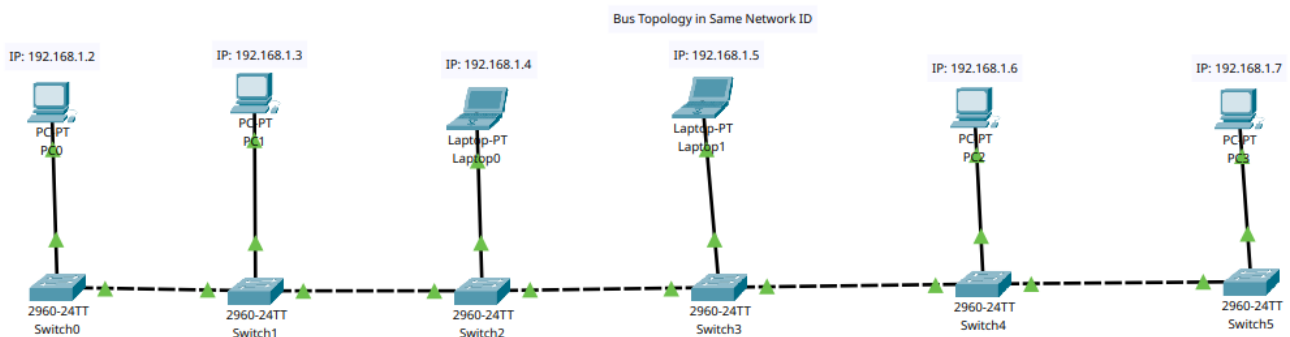 Bus Topology in Same Network ID
IP: 192.168.1.2
IP: 192.168.1.3
IP: 192.168.1.4
IP: 192.168.1.5
IP: 192.168.1.6
IP: 192.168.1.7
PC-PT
PC0
PC-PT
PC1
Laptop-PT
Laptop0
Laptop-PT
Laptop1
PC-PT
PC2
PC-PT
PC3
2960-24TT
Switch0
2960-24TT
Switch1
2960-24TT
Switch2
2960-24TT
Switch3
2960-24TT
Switch4
2960-24TT
Switch5